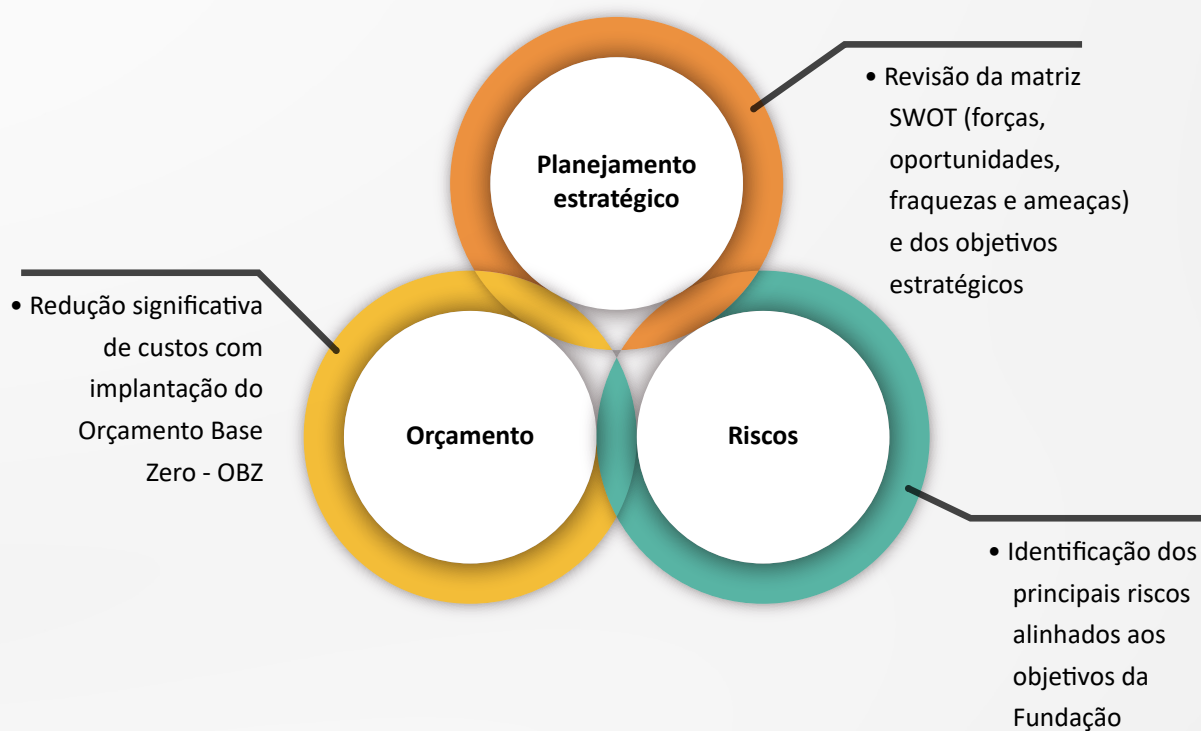 Planejamento
estratégico
• Revisão da matriz
SWOT (forças,
oportunidades,
fraquezas e ameaças)
e dos objetivos
estratégicos
• Redução significativa
de custos com
implantação do
Orçamento Base
Zero - OBZ
Orçamento
Riscos
• Identificação dos
principais riscos
alinhados aos
objetivos da
Fundação